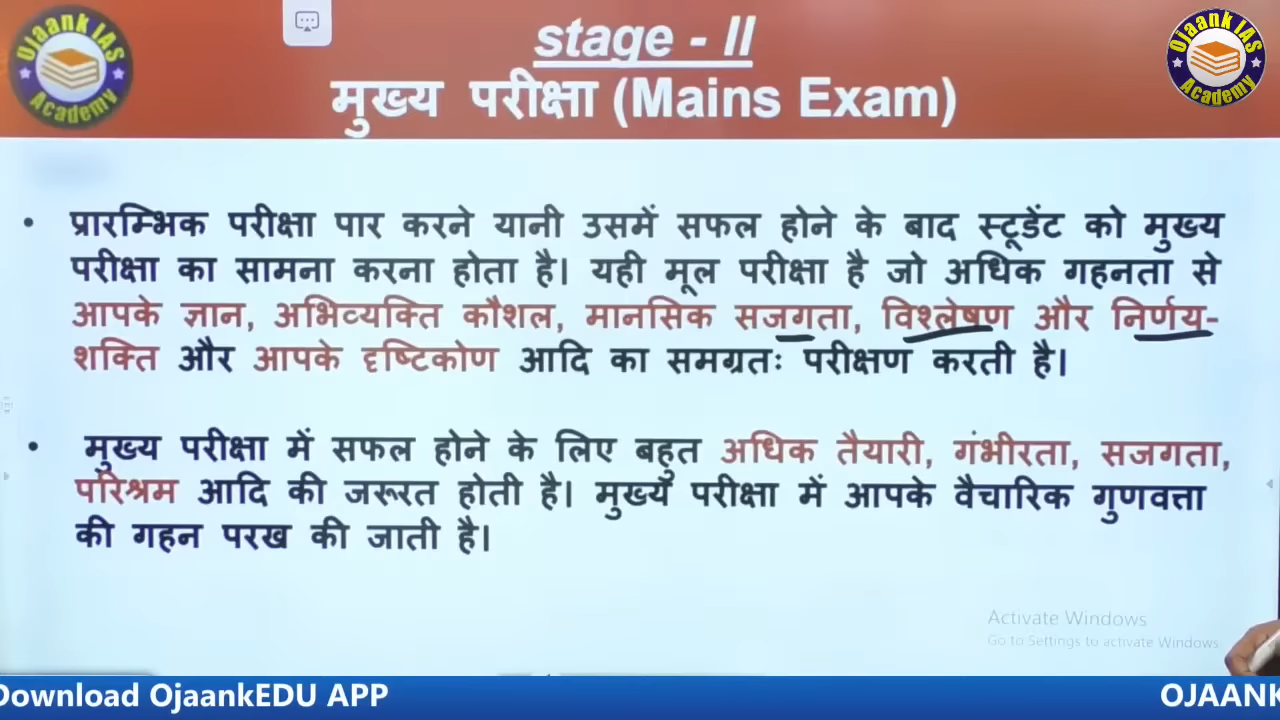 Ojaank IAS Academy
Ojaank IAS Academy
stage - II
मुख्य परीक्षा (Mains Exam)
• प्रारम्भिक परीक्षा पार करने यानी उसमें सफल होने के बाद स्टूडेंट को मुख्य
परीक्षा का सामना करना होता है। यही मूल परीक्षा है जो अधिक गहनता से
आपके ज्ञान, अभिव्यक्ति कौशल, मानसिक सजगता, विश्लेषण और निर्णय-
शक्ति और आपके दृष्टिकोण आदि का समग्रतः परीक्षण करती है।
• मुख्य परीक्षा में सफल होने के लिए बहुत अधिक तैयारी, गंभीरता, सजगता,
परिश्रम आदि की जरूरत होती है। मुख्य परीक्षा में आपके वैचारिक गुणवत्ता
की गहन परख की जाती है।
Activate Windows
Go to Settings to activate Windows.
Download OjaankEDU APP
OJAANK